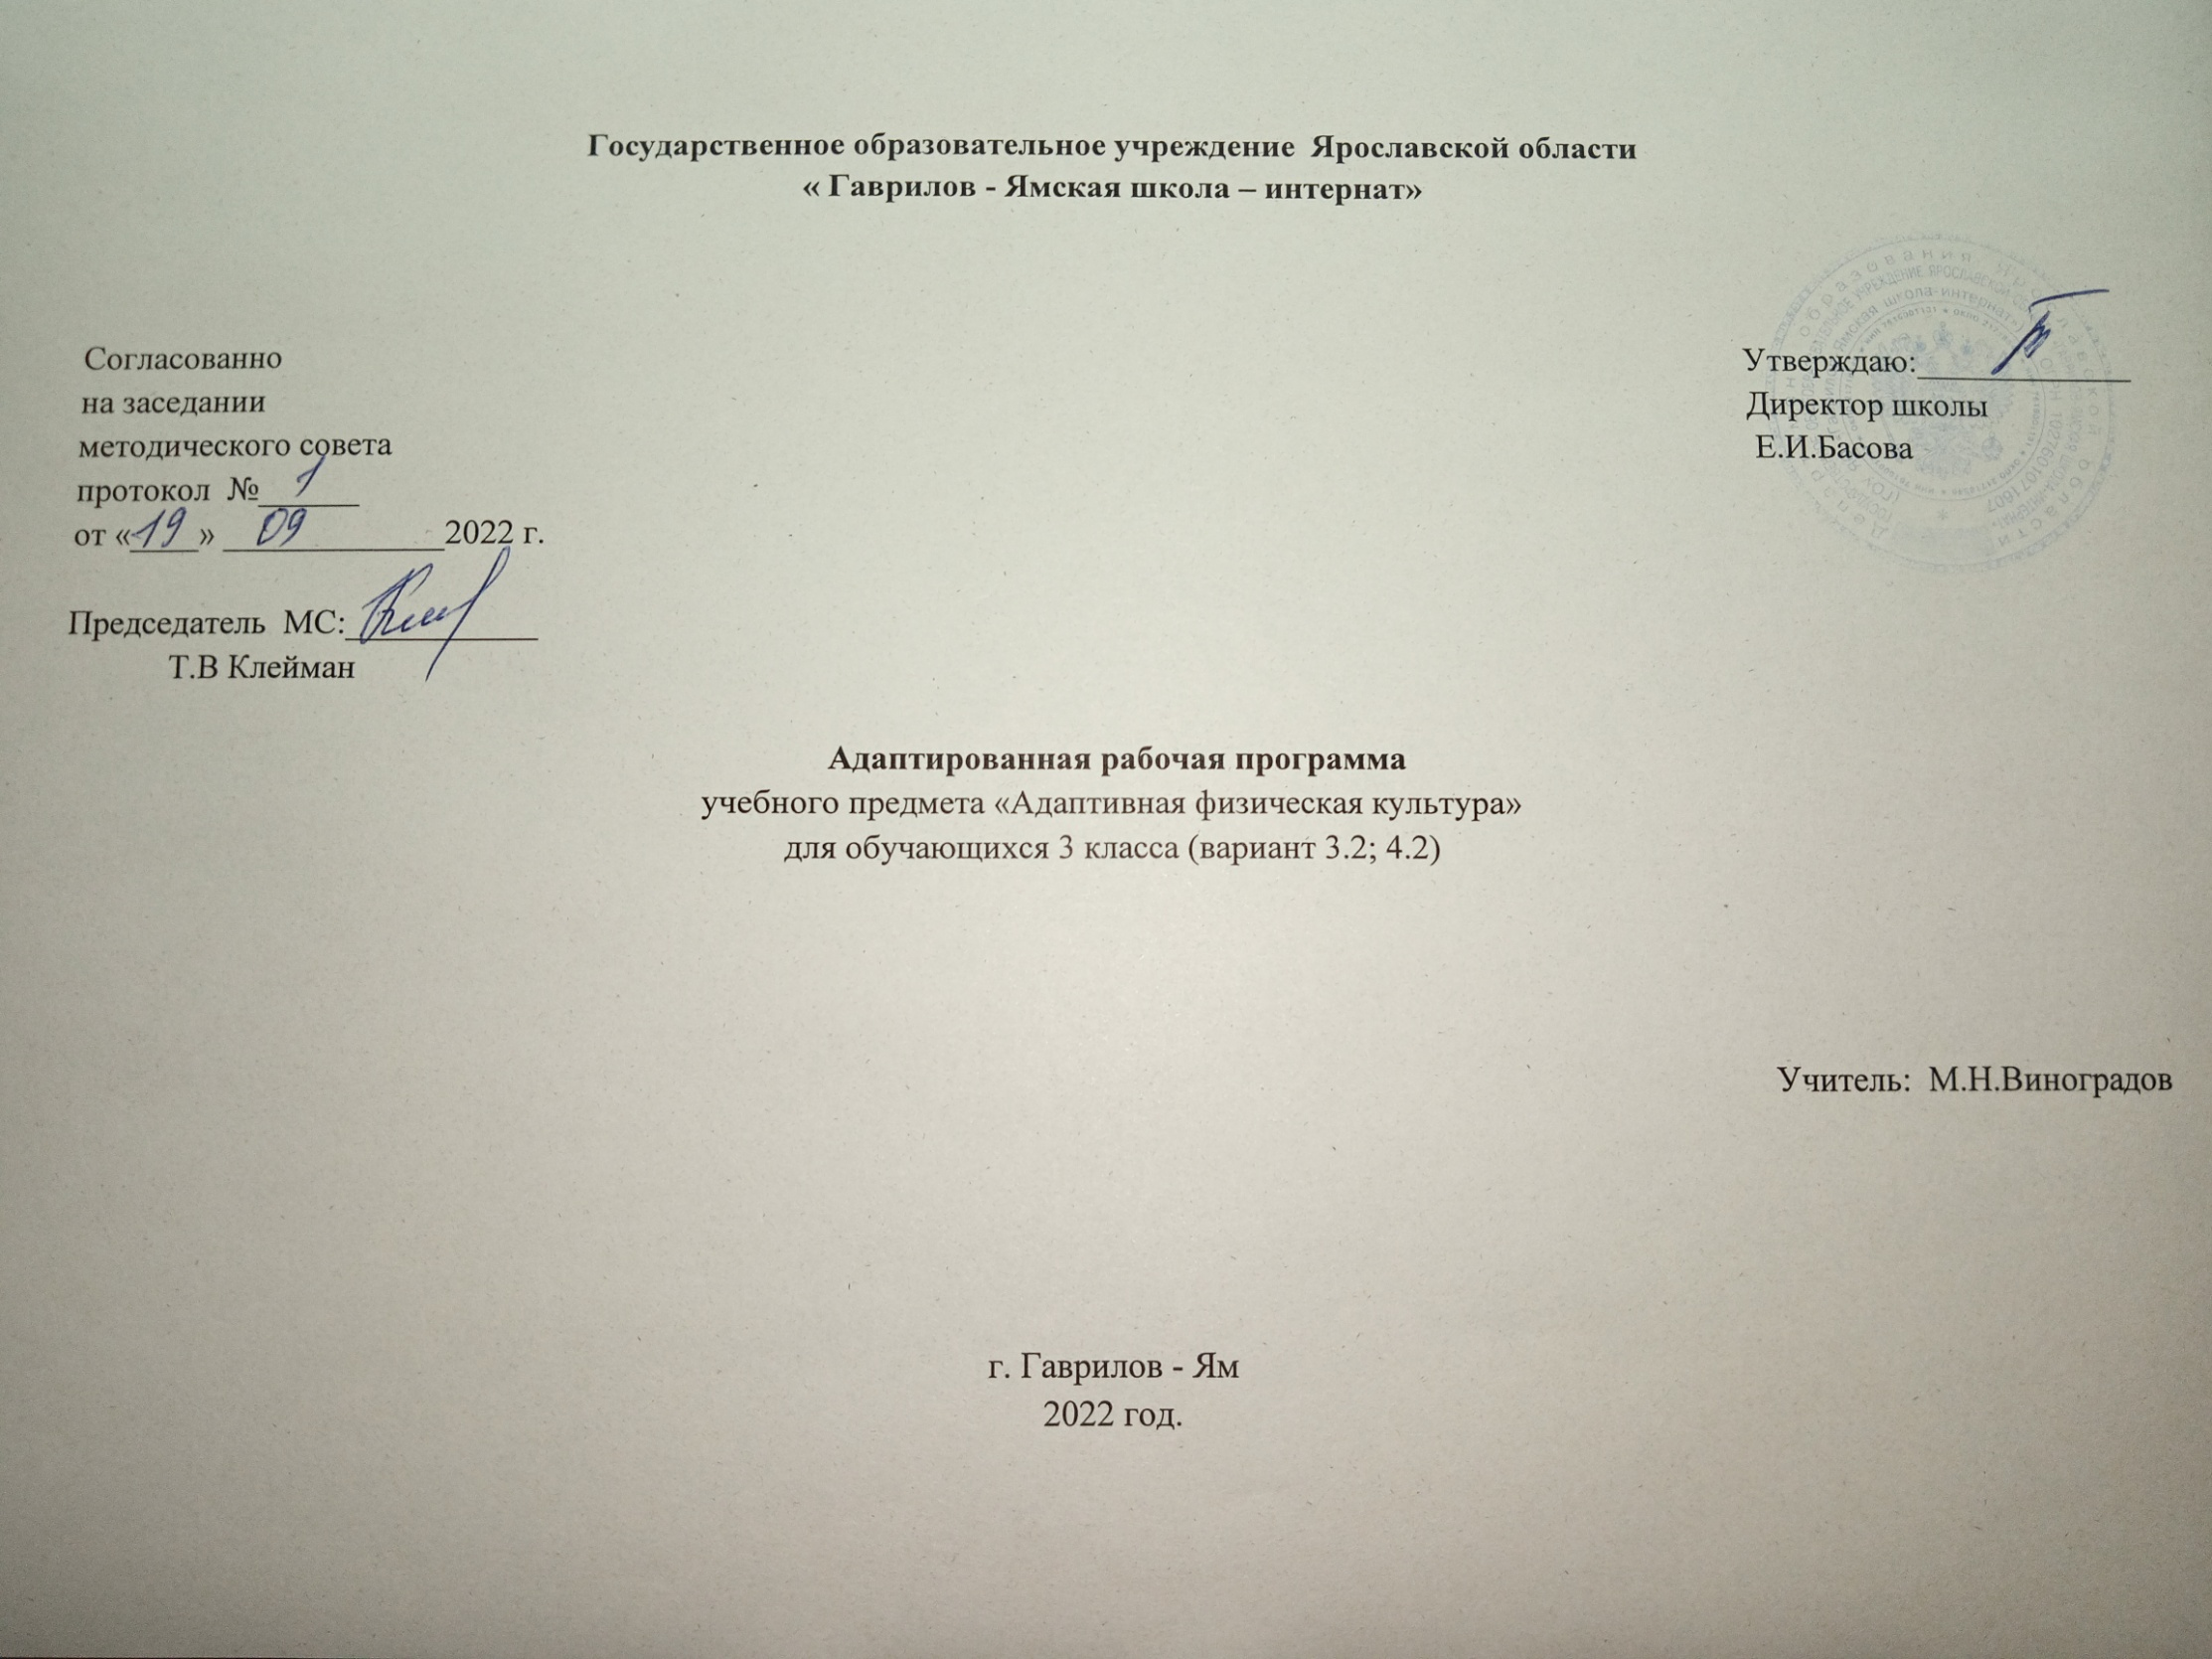 Государственное образовательное учреждение Ярославской области
« Гаврилов - Ямская школа – интернат»
Согласованно
на заседании
методического совета
протокол № 1
от «19» 09 2022 г.
Председатель МС:
Т.В Клейман
Утверждаю:
Директор школы
Е.И.Басова
Адаптированная рабочая программа
учебного предмета «Адаптивная физическая культура»
для обучающихся 3 класса (вариант 3.2; 4.2)
Учитель: М.Н.Виноградов
г. Гаврилов - Ям
2022 год.